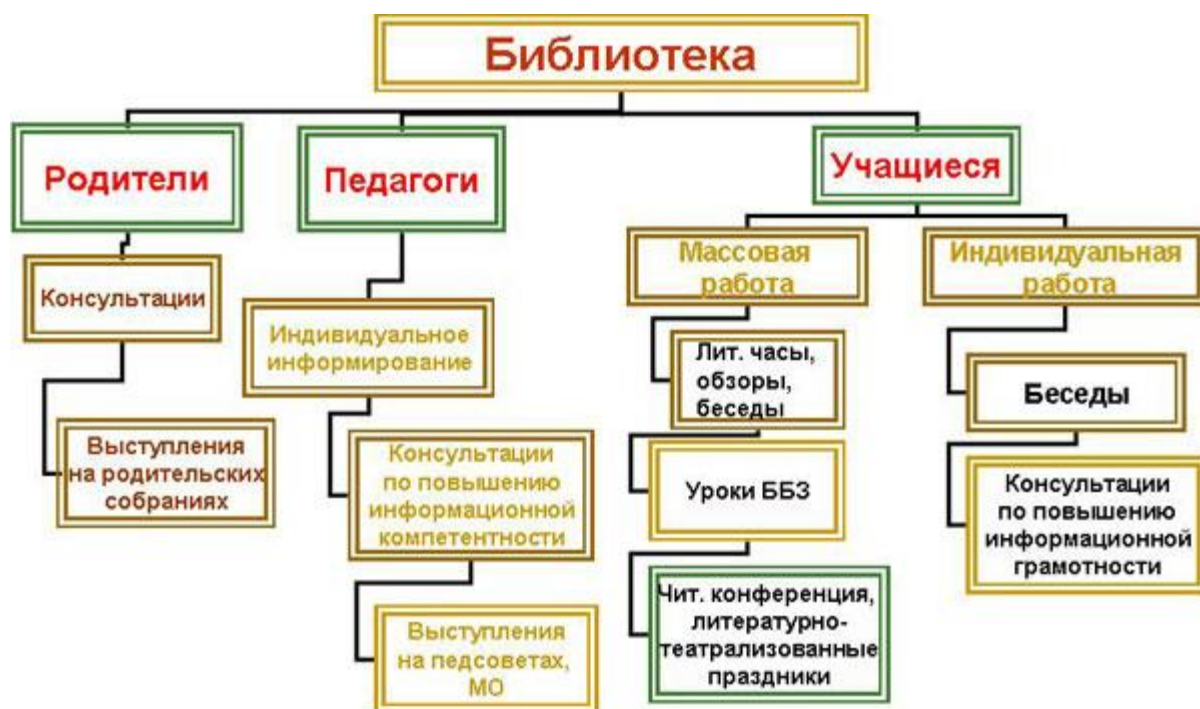 Библиотека
Родители
Педагоги
Учащиеся
Консультации
Выступления
на родительских
собраниях
Индивидуальное
информирование
Консультации
по повышению
информационной
компетентности
Выступления
на педсоветах,
МО
Массовая
работа
Лит. часы,
обзоры,
беседы
Уроки ББЗ
Чит. конференция,
литературно-
театрализованные
праздники
Индивидуальная
работа
Беседы
Консультации
по повышению
информационной
грамотности